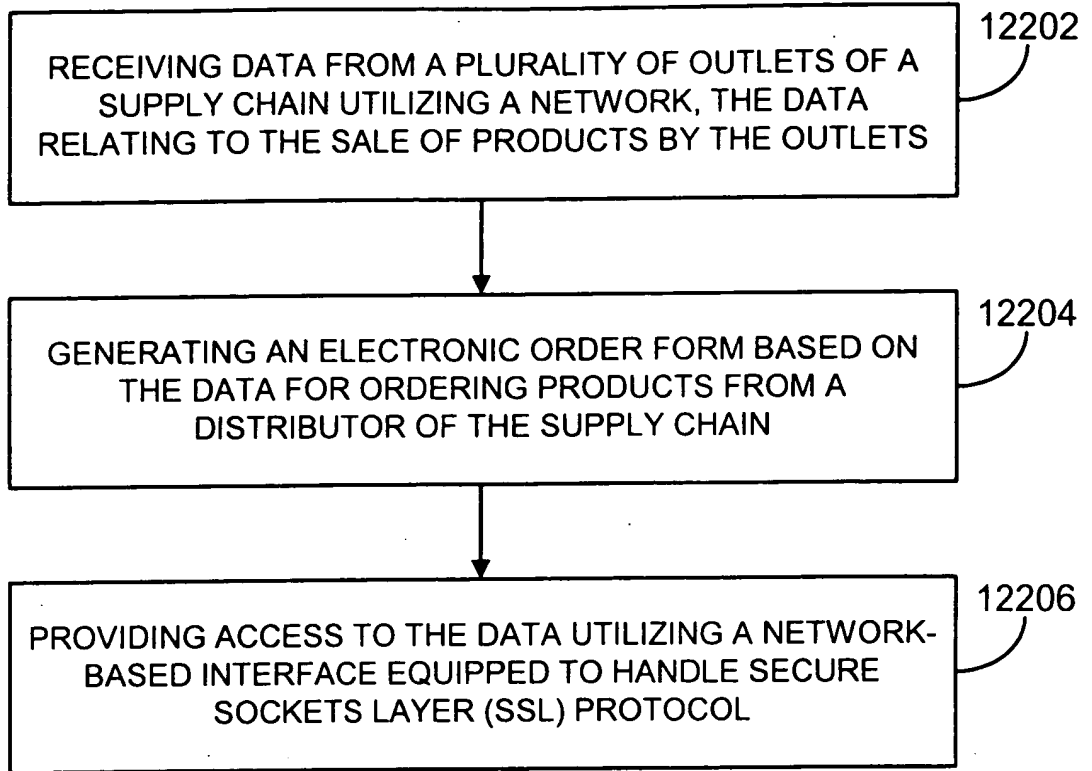 12202
RECEIVING DATA FROM A PLURALITY OF OUTLETS OF A
SUPPLY CHAIN UTILIZING A NETWORK, THE DATA
RELATING TO THE SALE OF PRODUCTS BY THE OUTLETS
12204
GENERATING AN ELECTRONIC ORDER FORM BASED ON
THE DATA FOR ORDERING PRODUCTS FROM A
DISTRIBUTOR OF THE SUPPLY CHAIN
12206
PROVIDING ACCESS TO THE DATA UTILIZING A NETWORK-
BASED INTERFACE EQUIPPED TO HANDLE SECURE
SOCKETS LAYER (SSL) PROTOCOL